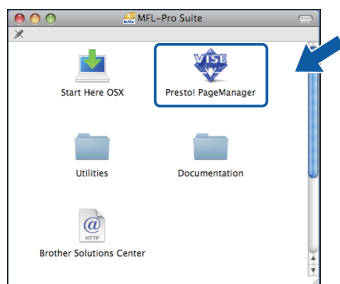 MFL-Pro Suite
VISE
Start Here OSX
Presto! PageManager
Utilities
Documentation
@
HTTP
Brother Solutions Center